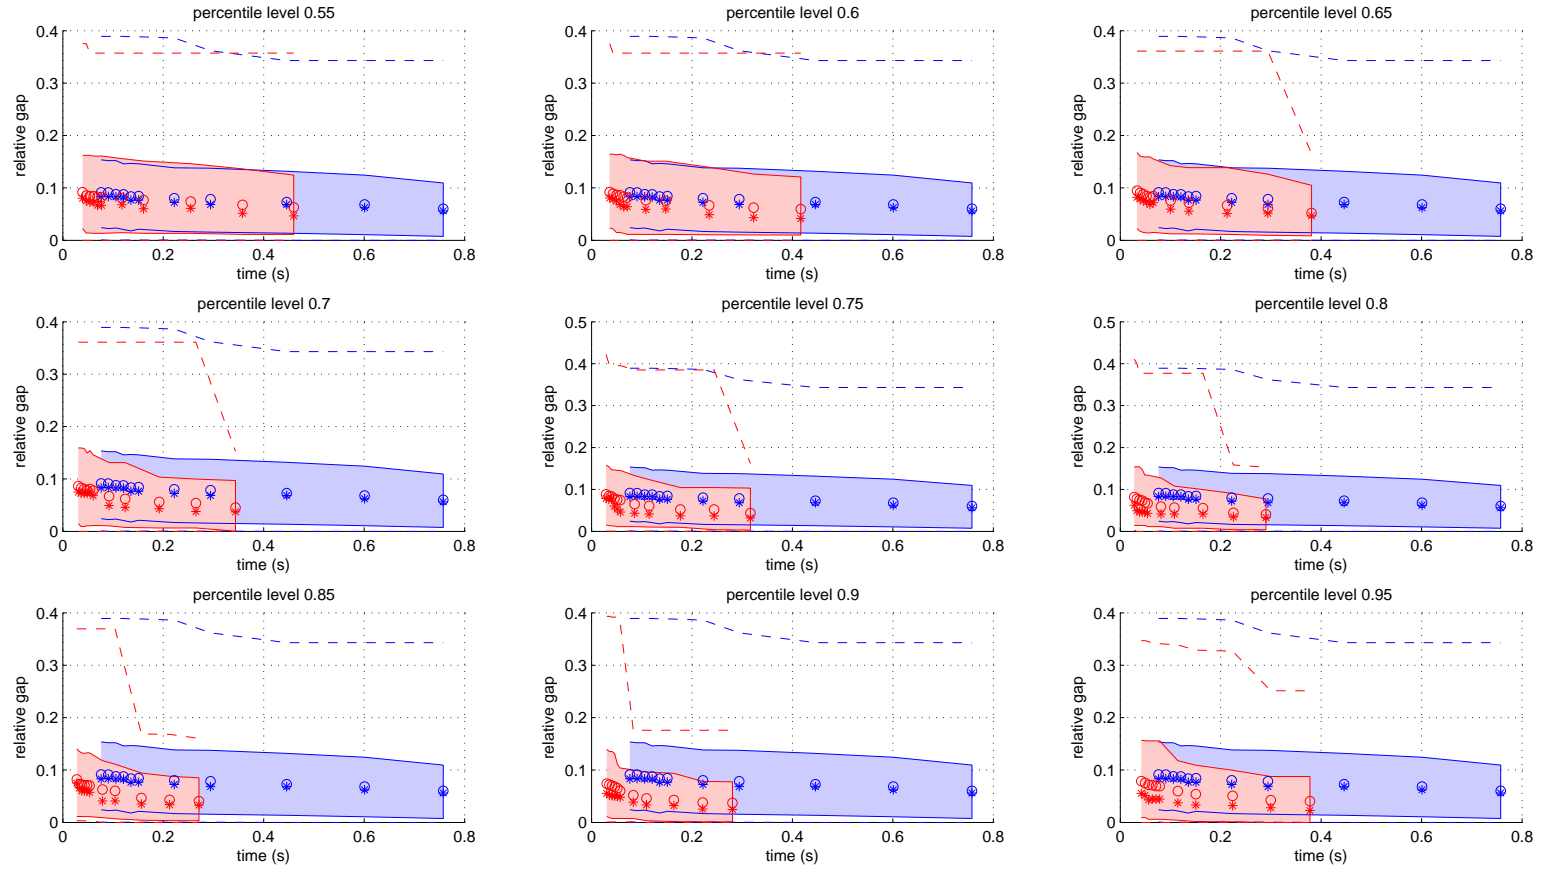 percentile level 0.55 percentile level 0.6 percentile level 0.65
0.4 0.4 0.4
0.3 0.3 0.3
0.2 0.2 0.2
0.1 0.1 0.1
0 0 0
relative gap relative gap relative gap
0 0.2 0.4 0.6 0.8 0 0.2 0.4 0.6 0.8 0 0.2 0.4 0.6 0.8
time (s) time (s) time (s)
percentile level 0.7 percentile level 0.75 percentile level 0.8
0.4 0.5 0.5
0.3 0.4 0.4
0.2 0.3 0.3
0.1 0.2 0.2
0 0.1 0.1
0 0
relative gap relative gap relative gap
0 0.2 0.4 0.6 0.8 0 0.2 0.4 0.6 0.8 0 0.2 0.4 0.6 0.8
time (s) time (s) time (s)
percentile level 0.85 percentile level 0.9 percentile level 0.95
0.4 0.4 0.4
0.3 0.3 0.3
0.2 0.2 0.2
0.1 0.1 0.1
0 0 0
relative gap relative gap relative gap
0 0.2 0.4 0.6 0.8 0 0.2 0.4 0.6 0.8 0 0.2 0.4 0.6 0.8
time (s) time (s) time (s)